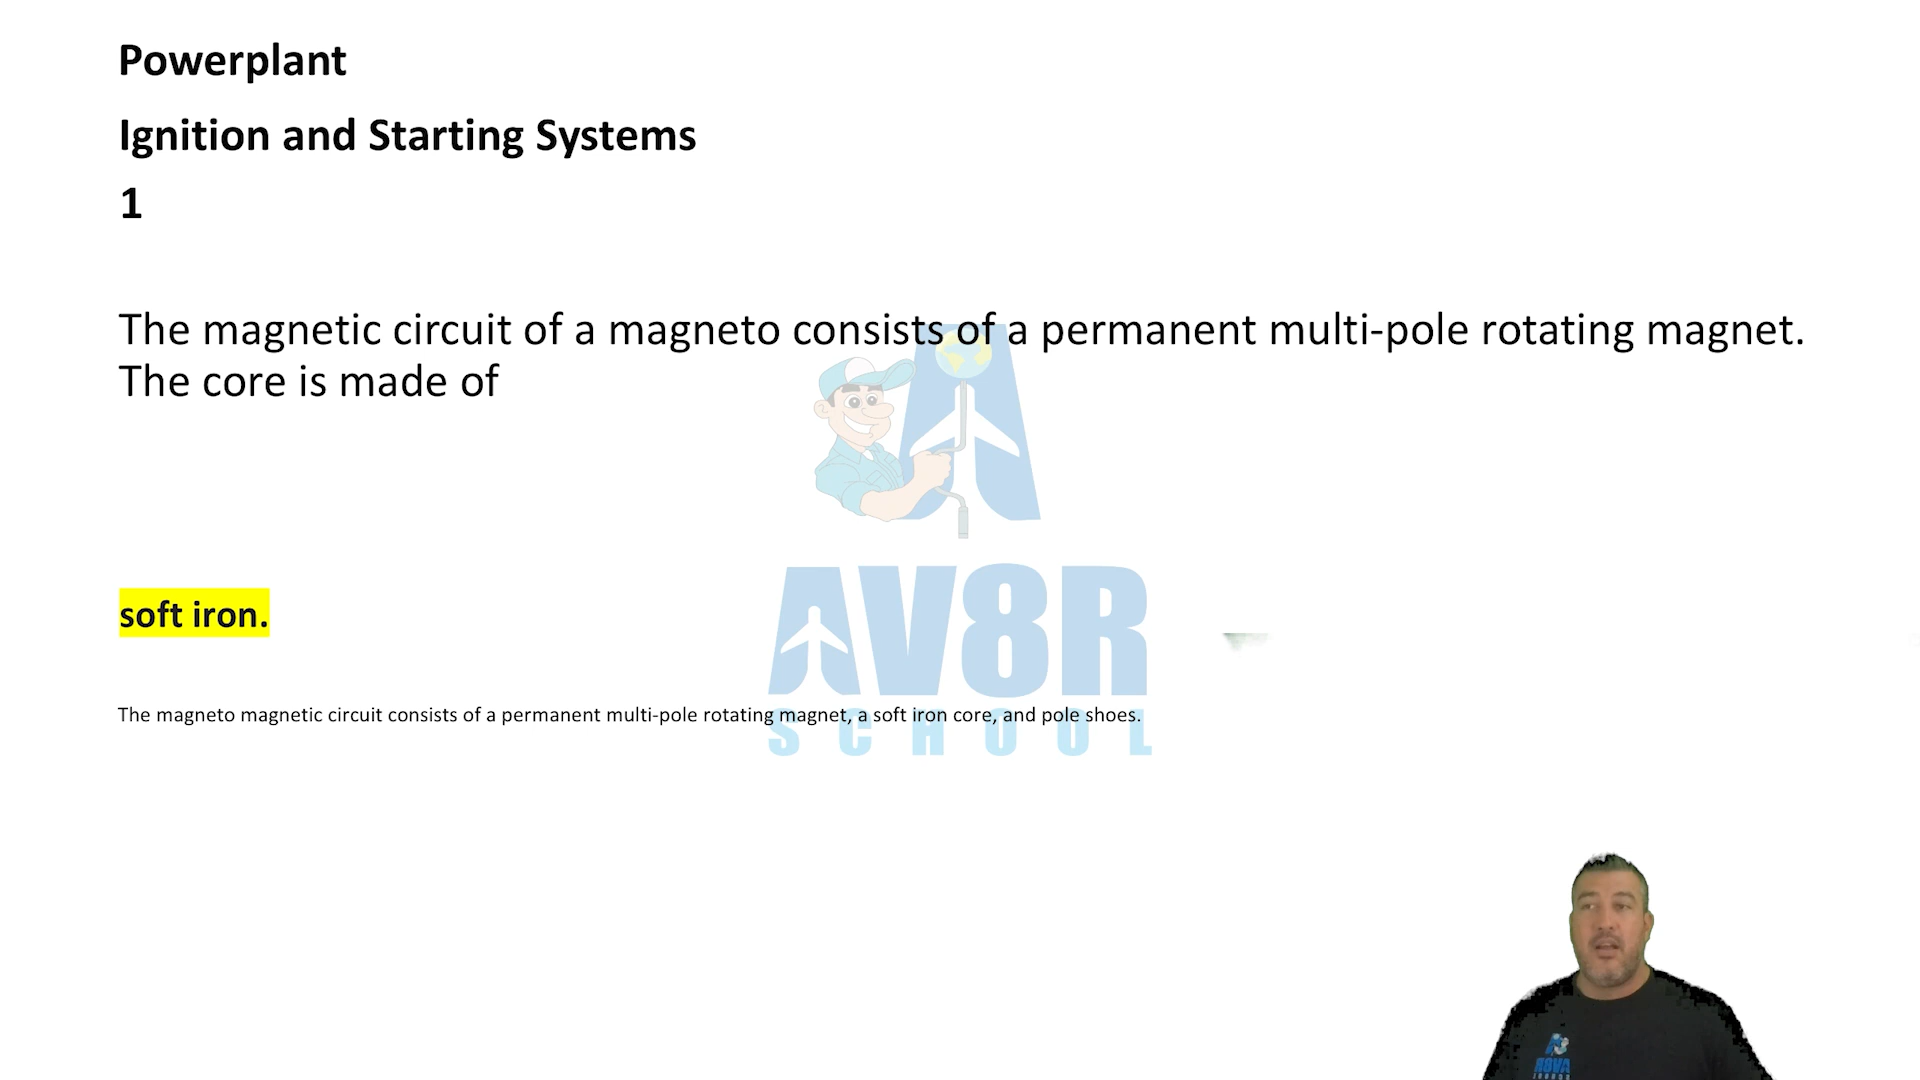 Powerplant
Ignition and Starting Systems
1
The magnetic circuit of a magneto consists of a permanent multi-pole rotating magnet.
The core is made of
soft iron.
AV8R
The magneto magnetic circuit consists of a permanent multi-pole rotating magnet, a soft iron core, and pole shoes.
SCHOOL
AV8R